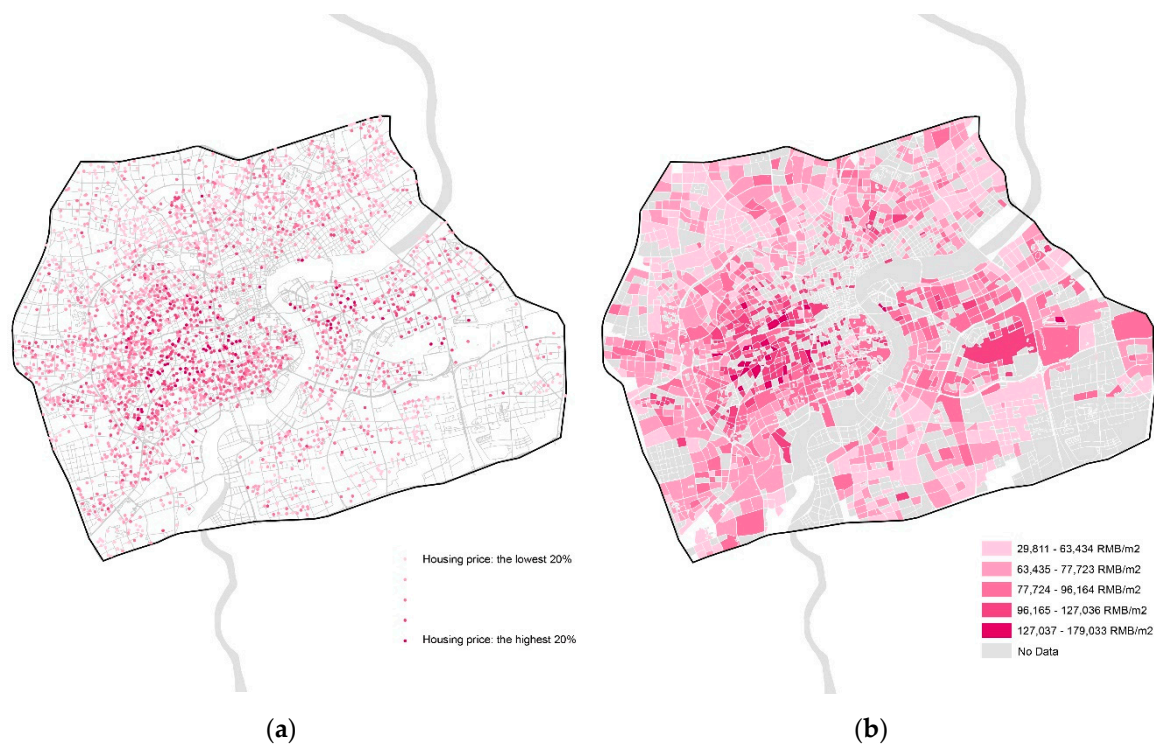 Housing price: the lowest 20%
Housing price: the highest 20%
29,811 - 63,434 RMB/m2
63,435 - 77,723 RMB/m2
77,724 - 96,164 RMB/m2
96,165 - 127,036 RMB/m2
127,037 - 179,033 RMB/m2
No Data
(a)
(b)